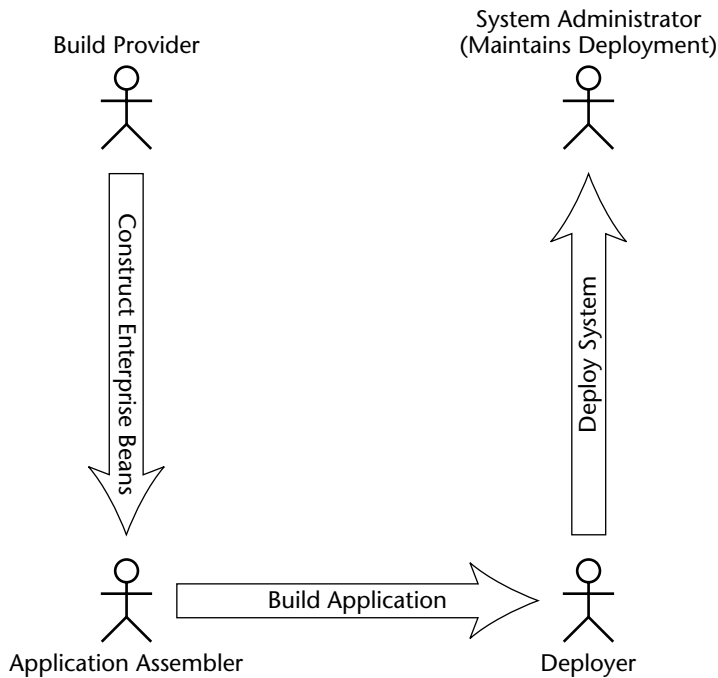 Build Provider
System Administrator
(Maintains Deployment)
Construct Enterprise Beans
Deploy System
Build Application
Application Assembler
Deployer